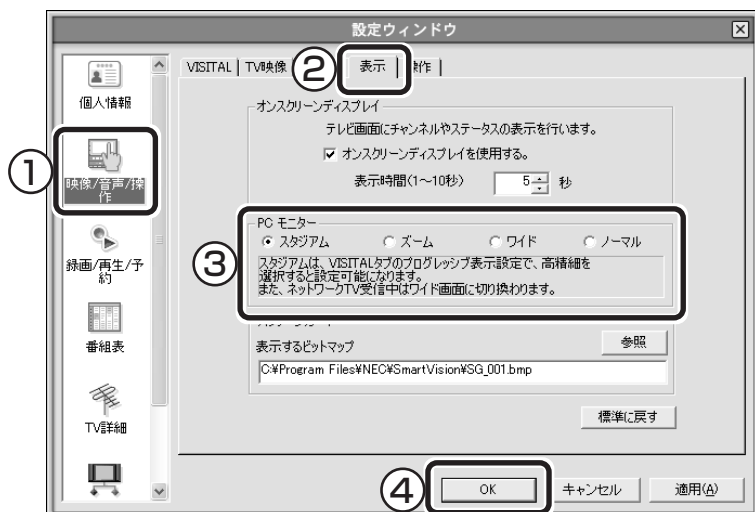 設定ウィンドウ
VISITAL TV映像 ② 表示 操作
個人情報
オンスクリーンディスプレイ
テレビ画面にチャンネルやステータスの表示を行います。
オンスクリーンディスプレイを使用する。
表示時間(1~10秒) 5 秒
①
映像/音声/操
作
③
PC モニター
スタジアム ズーム ワイド ノーマル
スタジアムは、VISITALタブのプログレッシブ表示設定で、高精細を
選択すると設定可能になります。
また、ネットワークTV受信中はワイド画面に切り換わります。
録画/再生/予
約
番組表
表示するビットマップ
参照
C:¥Program Files¥NEC¥SmartVision¥SG_001.bmp
TV詳細
標準に戻す
④ OK キャンセル 適用(A)